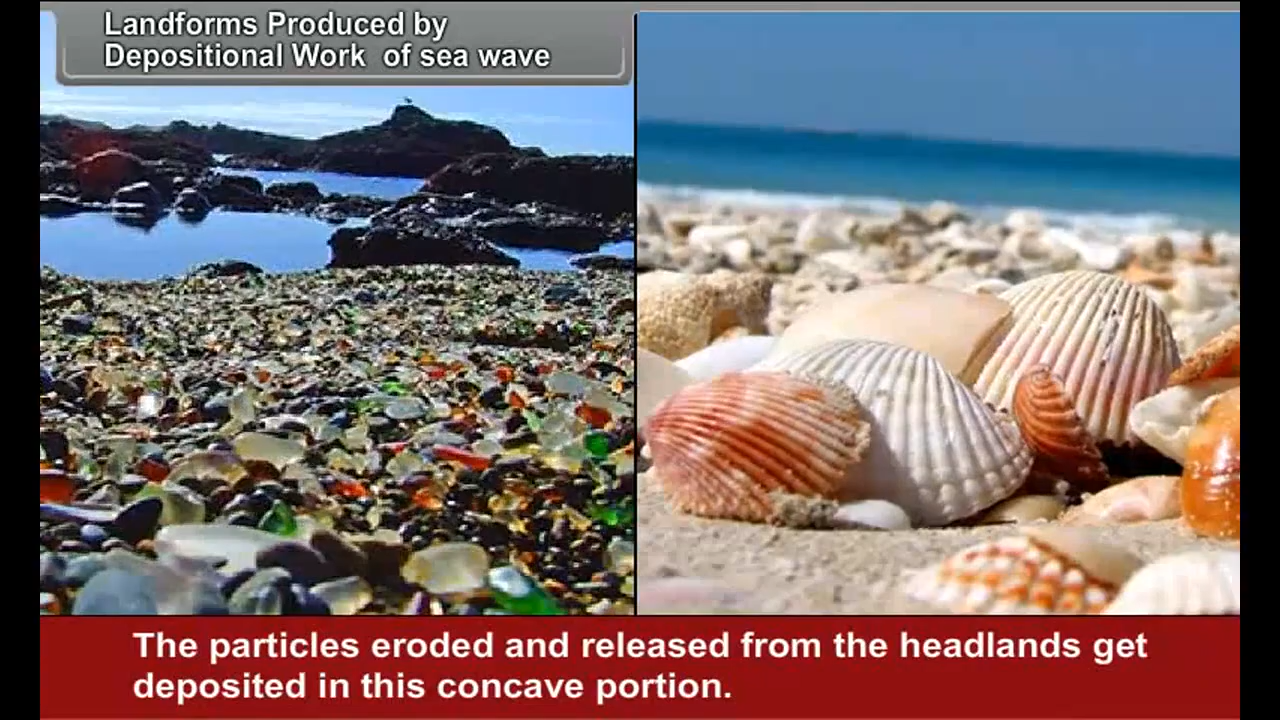 Landforms Produced by
Depositional Work of sea wave
The particles eroded and released from the headlands get
deposited in this concave portion.